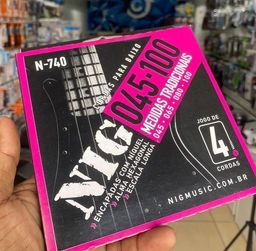 N-740
CORDAS PARA BAIXO
NIG
045•100
MEDIDAS TRADICIONAIS
045 - 065 - 080 - 100
» ENCAPADAS COM NÍQUEL
» ALMA HEXAGONAL
» ESCALA LONGA
JOGO DE
4
CORDAS
NIGMUSIC.COM.BR